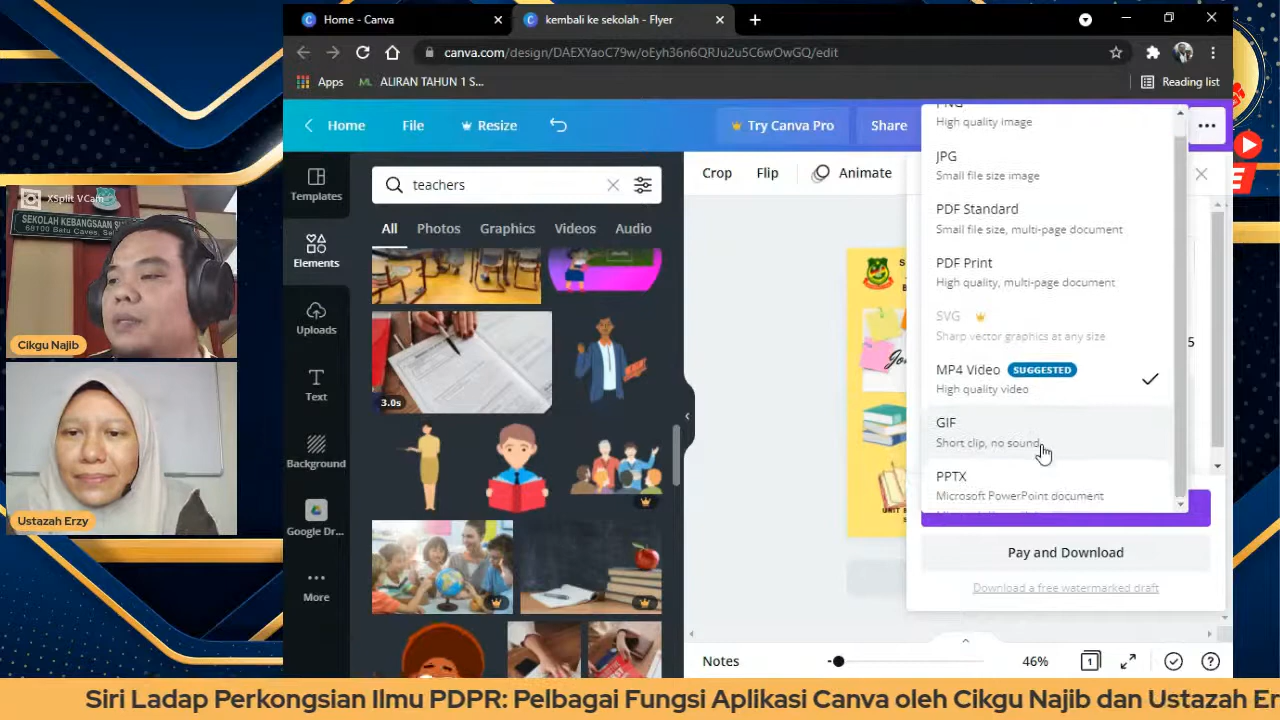 Home - Canva
kembali ke sekolah - Flyer
canva.com/design/DAEXYaoC79w/oEyh36n6QRJu2u5C6wOwGQ/edit
Apps
ALIRAN TAHUN 1 S...
Reading list
Home
File
Resize
Try Canva Pro
Share
Templates
Elements
Uploads
Text
Background
Google Dr...
More
teachers
All
Photos
Graphics
Videos
Audio
3.0s
Crop
Flip
Animate
PNG
High quality image
JPG
Small file size image
PDF Standard
Small file size, multi-page document
PDF Print
High quality, multi-page document
SVG
Sharp vector graphics at any size
MP4 Video SUGGESTED
High quality video
GIF
Short clip, no sound
PPTX
Microsoft PowerPoint document
5
Pay and Download
Download a free watermarked draft
Notes
46%
1
XSplit VCam
SEKOLAH KEBANGSAAN SU
68100 Batu Caves, Se
Cikgu Najib
Ustazah Erzy
Siri Ladap Perkongsian Ilmu PDPR: Pelbagai Fungsi Aplikasi Canva oleh Cikgu Najib dan Ustazah Er